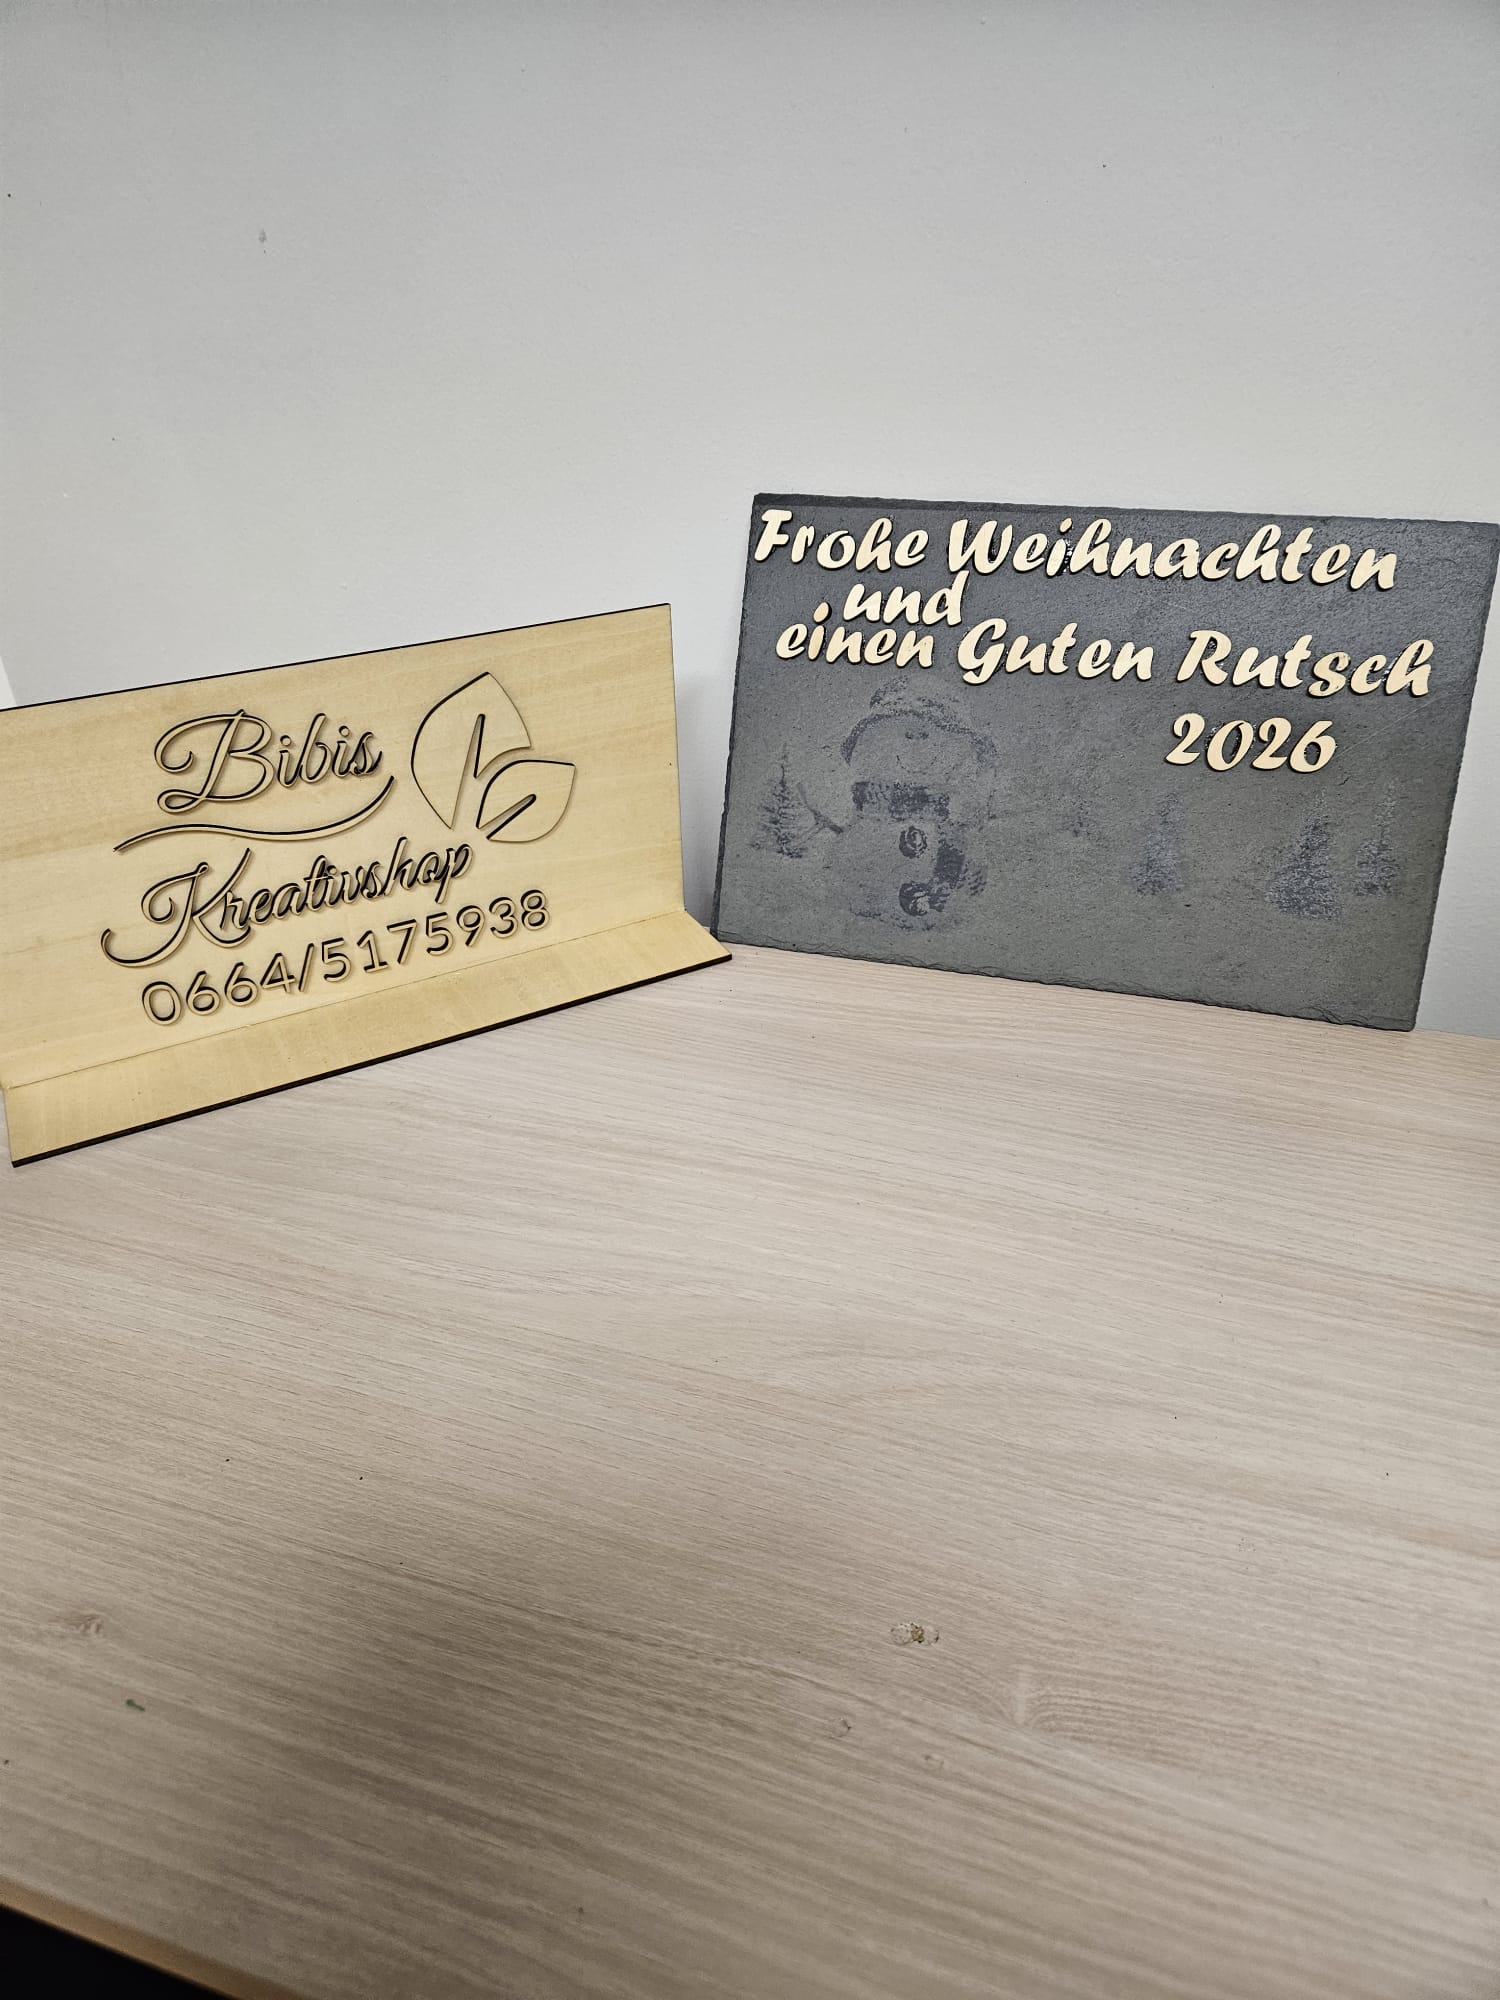 Bibis
Kreativshop
0664/5175938
Frohe Weihnachten
und
einen Guten Rutsch
2026